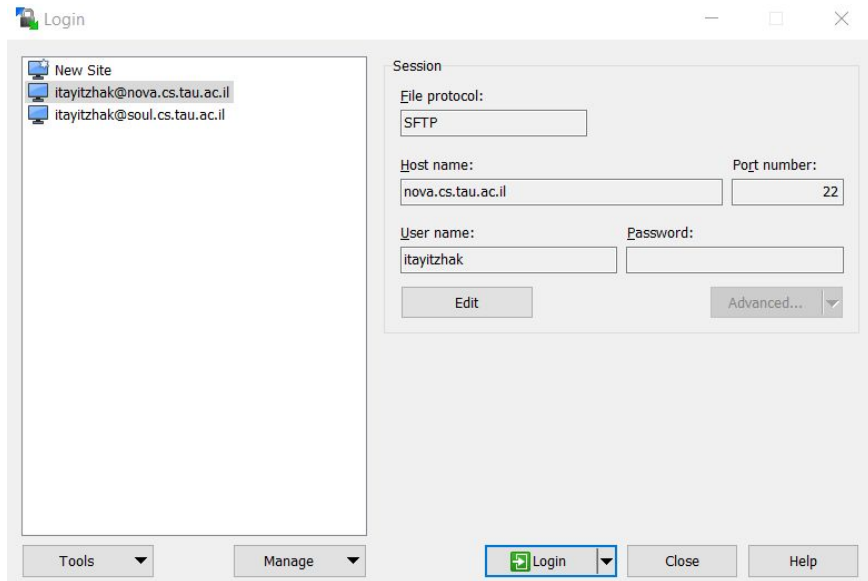 Login
New Site
itayitzhak@nova.cs.tau.ac.il
itayitzhak@soul.cs.tau.ac.il
Session
File protocol:
SFTP
Host name:
Port number:
nova.cs.tau.ac.il
22
User name:
Password:
itayitzhak
Edit
Advanced...
Tools
Manage
Login
Close
Help